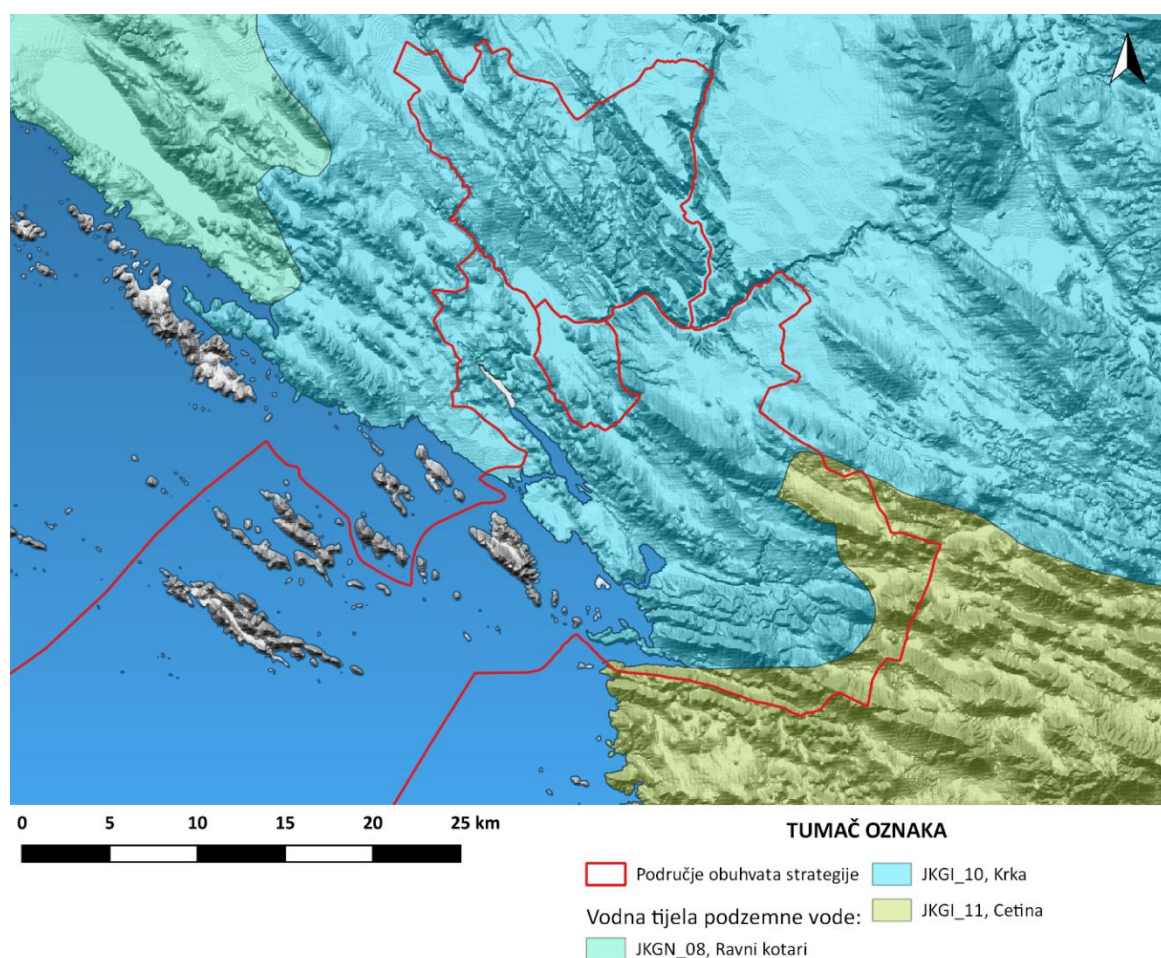 0 5 10 15 20 25 km
TUMAČ OZNAKA
Područje obuhvata strategije
Vodna tijela podzemne vode:
JKGN_08, Ravni kotari
JKGI_10, Krka
JKGI_11, Cetina